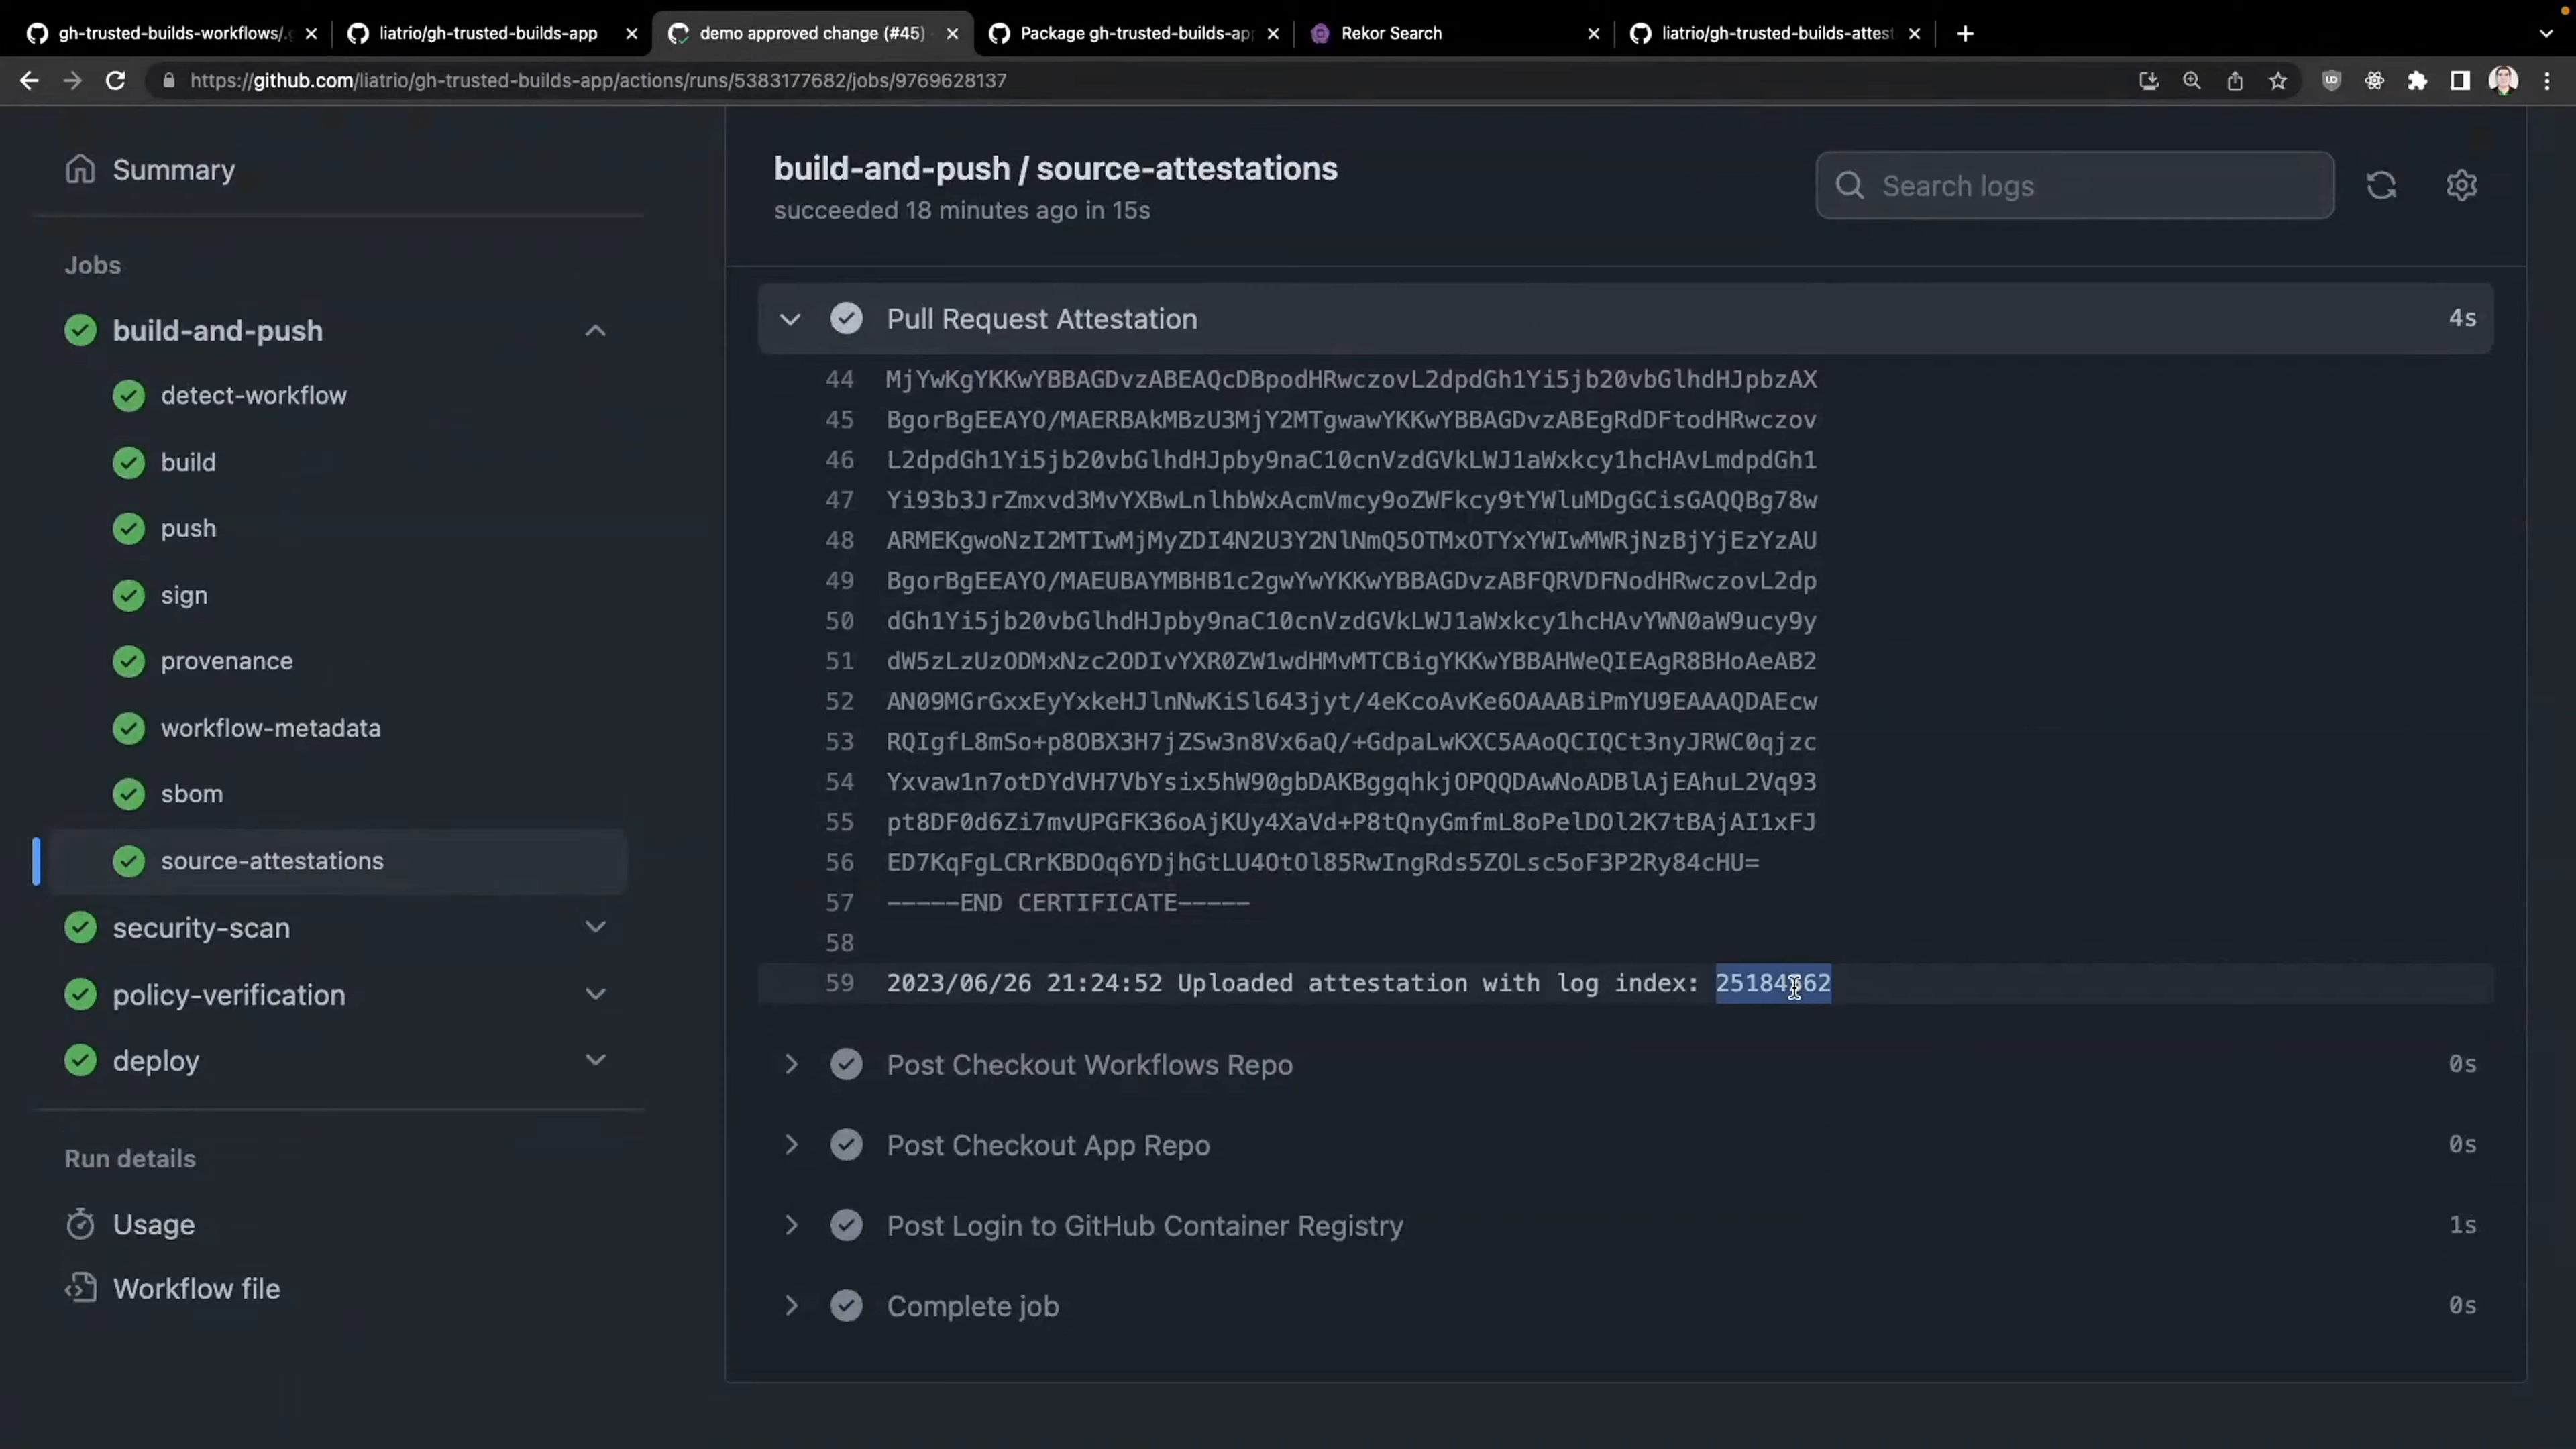 gh-trusted-builds-workflows/.g
liatrio/gh-trusted-builds-app
demo approved change (#45)
Package gh-trusted-builds-app
Rekor Search
liatrio/gh-trusted-builds-attest
https://github.com/liatrio/gh-trusted-builds-app/actions/runs/5383177682/jobs/9769628137
Summary
Jobs
build-and-push
detect-workflow
build
push
sign
provenance
workflow-metadata
sbom
source-attestations
security-scan
policy-verification
deploy
Run details
Usage
Workflow file
build-and-push / source-attestations
succeeded 18 minutes ago in 15s
Search logs
Pull Request Attestation 4s
44 MjYwKgYKKwYBBAGDvzABEAQcDBpodHRwczovL2dpdGh1Yi5jb20vbGlhdHJpbzAX
45 BgorBgEEAYO/MAERBAkMBzU3MjY2MTgwawYKKwYBBAGDvzABEgRdDFtodHRwczov
46 L2dpdGh1Yi5jb20vbGlhdHJpby9naC10cnVzdGVkLWJ1aWxkcy1hcHAvLmdpdGh1
47 Yi93b3JrZmxvd3MvYXBwLnlhbWxAcmVmcy9oZWFkcy9tYWluMDgGCisGAQQBg78w
48 ARMEKgwoNzI2MTIwMjMyZDI4N2U3Y2NlNmQ5OTMxOTYxYWIwMWRjNzBjYjEzYzAU
49 BgorBgEEAYO/MAEUBAYMBHB1c2gwYwYKKwYBBAGDvzABFQRVDFNodHRwczovL2dp
50 dGh1Yi5jb20vbGlhdHJpby9naC10cnVzdGVkLWJ1aWxkcy1hcHAvYWN0aW9ucy9y
51 dW5zLzUzODMxNzc2ODIvYXR0ZW1wdHMvMTCBigYKKwYBBAHWeQIEAgR8BHoAeAB2
52 AN09MGrGxxEyYxkeHJlnNwKiSl643jyt/4eKcoAvKe6OAAABiPmYU9EAAAQDAEcw
53 RQIgfL8mSo+p8OBX3H7jZSw3n8Vx6aQ/+GdpaLwKXC5AAoQCIQCt3nyJRWC0qjzc
54 Yxvaw1n7otDYdVH7VbYsix5hW90gbDAKBggqhkjOPQQDAwNoADBlAjEAhuL2Vq93
55 pt8DF0d6Zi7mvUPGFK36oAjKUy4XaVd+P8tQnyGmfmL8oPelDOl2K7tBAjAI1xFJ
56 ED7KqFgLCRrKBDOq6YDjhGtLU4OtOl85RwIngRds5ZOLsc5oF3P2Ry84cHU=
57 -----END CERTIFICATE-----
58
59 2023/06/26 21:24:52 Uploaded attestation with log index:
Post Checkout Workflows Repo 0s
Post Checkout App Repo 0s
Post Login to GitHub Container Registry 1s
Complete job 0s